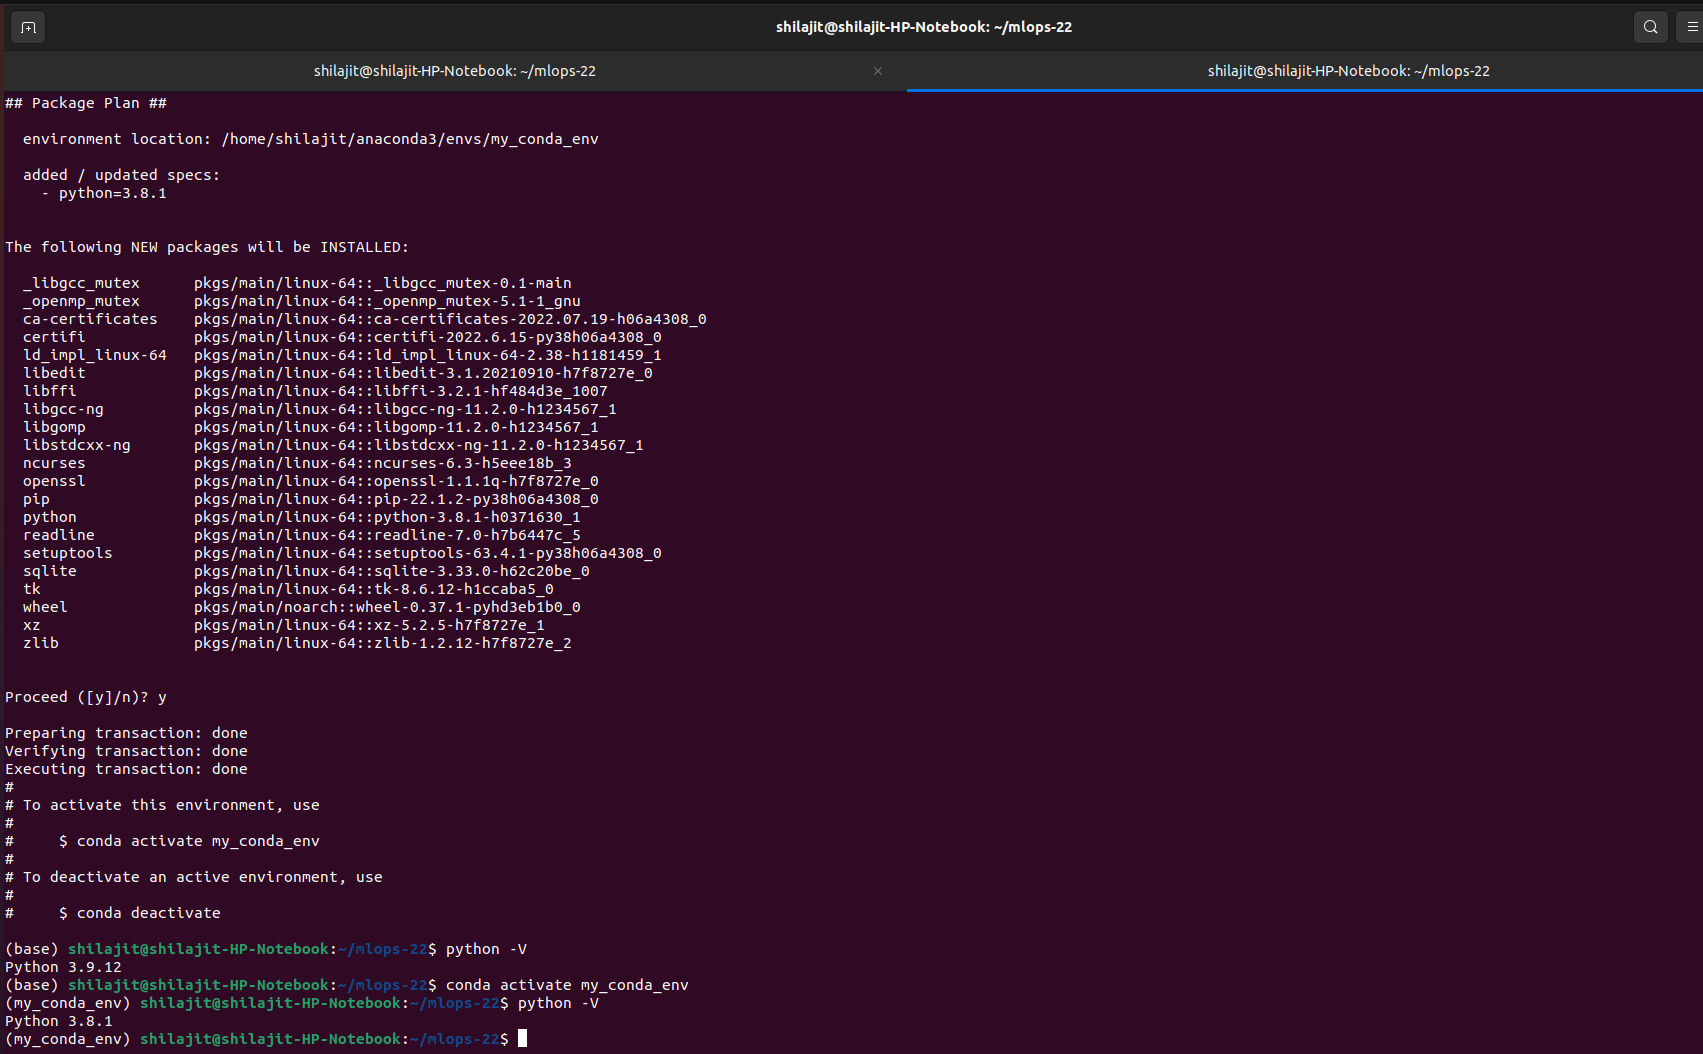 shilajit@shilajit-HP-Notebook: ~/mlops-22
shilajit@shilajit-HP-Notebook: ~/mlops-22
shilajit@shilajit-HP-Notebook: ~/mlops-22
## Package Plan ##
environment location: /home/shilajit/anaconda3/envs/my_conda_env
added / updated specs:
- python=3.8.1
The following NEW packages will be INSTALLED:
_libgcc_mutex pkgs/main/linux-64::_libgcc_mutex-0.1-main
_openmp_mutex pkgs/main/linux-64::_openmp_mutex-5.1-1_gnu
ca-certificates pkgs/main/linux-64::ca-certificates-2022.07.19-h06a4308_0
certifi pkgs/main/linux-64::certifi-2022.6.15-py38h06a4308_0
ld_impl_linux-64 pkgs/main/linux-64::ld_impl_linux-64-2.38-h1181459_1
libedit pkgs/main/linux-64::libedit-3.1.20210910-h7f8727e_0
libffi pkgs/main/linux-64::libffi-3.2.1-hf484d3e_1007
libgcc-ng pkgs/main/linux-64::libgcc-ng-11.2.0-h1234567_1
libgomp pkgs/main/linux-64::libgomp-11.2.0-h1234567_1
libstdcxx-ng pkgs/main/linux-64::libstdcxx-ng-11.2.0-h1234567_1
ncurses pkgs/main/linux-64::ncurses-6.3-h5eee18b_3
openssl pkgs/main/linux-64::openssl-1.1.1q-h7f8727e_0
pip pkgs/main/linux-64::pip-22.1.2-py38h06a4308_0
python pkgs/main/linux-64::python-3.8.1-h0371630_1
readline pkgs/main/linux-64::readline-7.0-h7b6447c_5
setuptools pkgs/main/linux-64::setuptools-63.4.1-py38h06a4308_0
sqlite pkgs/main/linux-64::sqlite-3.33.0-h62c20be_0
tk pkgs/main/linux-64::tk-8.6.12-h1ccaba5_0
wheel pkgs/main/noarch::wheel-0.37.1-pyhd3eb1b0_0
xz pkgs/main/linux-64::xz-5.2.5-h7f8727e_1
zlib pkgs/main/linux-64::zlib-1.2.12-h7f8727e_2
Proceed ([y]/n)? y
Preparing transaction: done
Verifying transaction: done
Executing transaction: done
#
# To activate this environment, use
#
# $ conda activate my_conda_env
#
# To deactivate an active environment, use
#
# $ conda deactivate
(base) shilajit@shilajit-HP-Notebook:~/mlops-22$ python -V
Python 3.9.12
(base) shilajit@shilajit-HP-Notebook:~/mlops-22$ conda activate my_conda_env
(my_conda_env) shilajit@shilajit-HP-Notebook:~/mlops-22$ python -V
Python 3.8.1
(my_conda_env) shilajit@shilajit-HP-Notebook:~/mlops-22$